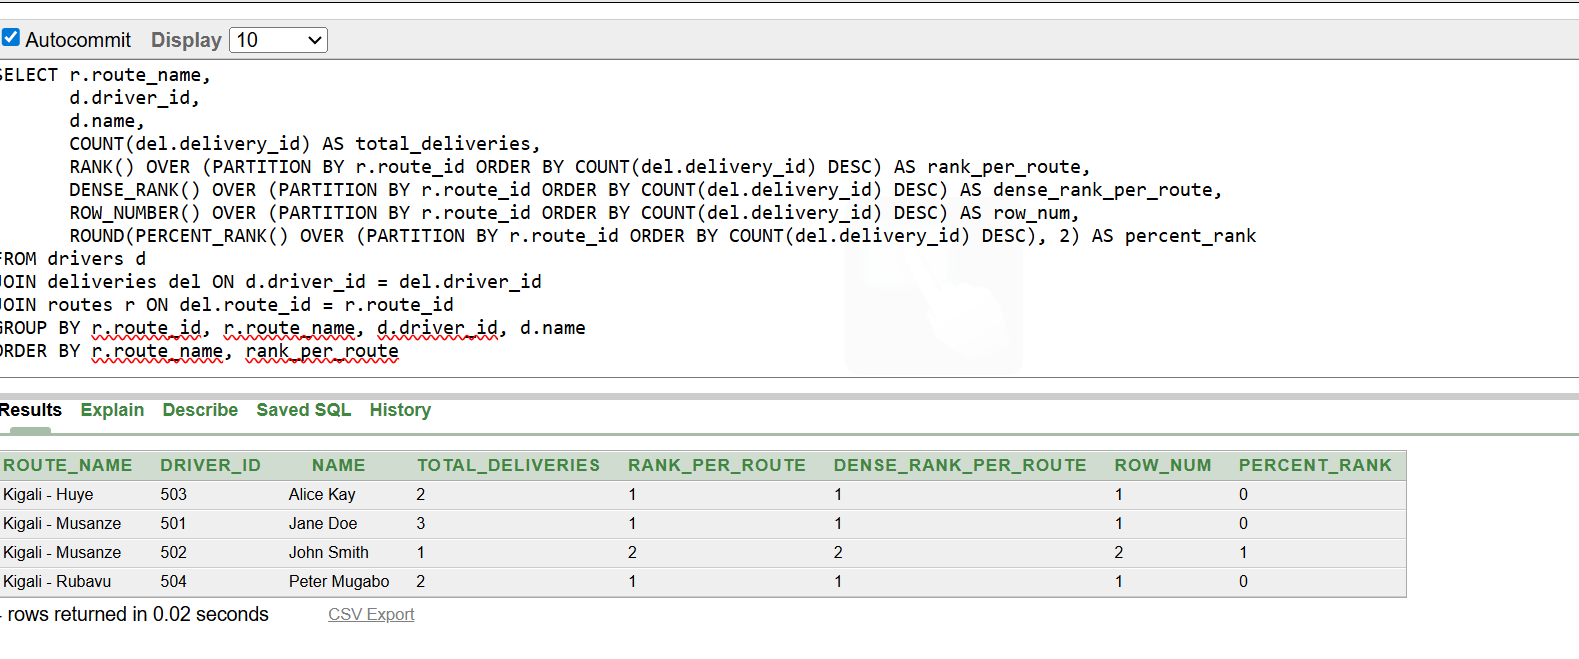 Autocommit Display 10
SELECT r.route_name,
d.driver_id,
d.name,
COUNT(del.delivery_id) AS total_deliveries,
RANK() OVER (PARTITION BY r.route_id ORDER BY COUNT(del.delivery_id) DESC) AS rank_per_route,
DENSE_RANK() OVER (PARTITION BY r.route_id ORDER BY COUNT(del.delivery_id) DESC) AS dense_rank_per_route,
ROW_NUMBER() OVER (PARTITION BY r.route_id ORDER BY COUNT(del.delivery_id) DESC) AS row_num,
ROUND(PERCENT_RANK() OVER (PARTITION BY r.route_id ORDER BY COUNT(del.delivery_id) DESC), 2) AS percent_rank
FROM drivers d
JOIN deliveries del ON d.driver_id = del.driver_id
JOIN routes r ON del.route_id = r.route_id
GROUP BY r.route_id, r.route_name, d.driver_id, d.name
ORDER BY r.route_name, rank_per_route
Results Explain Describe Saved SQL History
ROUTE_NAME DRIVER_ID NAME TOTAL_DELIVERIES RANK_PER_ROUTE DENSE_RANK_PER_ROUTE ROW_NUM PERCENT_RANK
Kigali - Huye 503 Alice Kay 2 1 1 1 0
Kigali - Musanze 501 Jane Doe 3 1 1 1 0
Kigali - Musanze 502 John Smith 1 2 2 2 1
Kigali - Rubavu 504 Peter Mugabo 2 1 1 1 0
rows returned in 0.02 seconds CSV Export